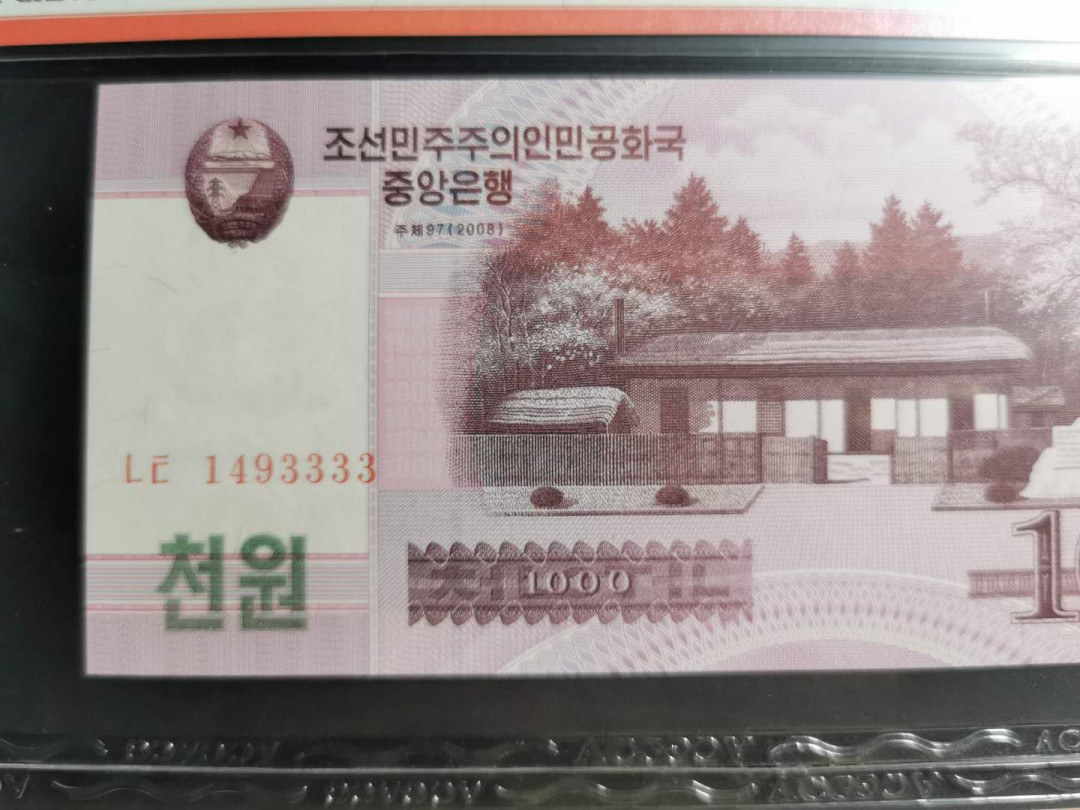 조선민주주의인민공화국
중앙은행
주체97(2008)
ㄴㄷ 1493333
천원
1000